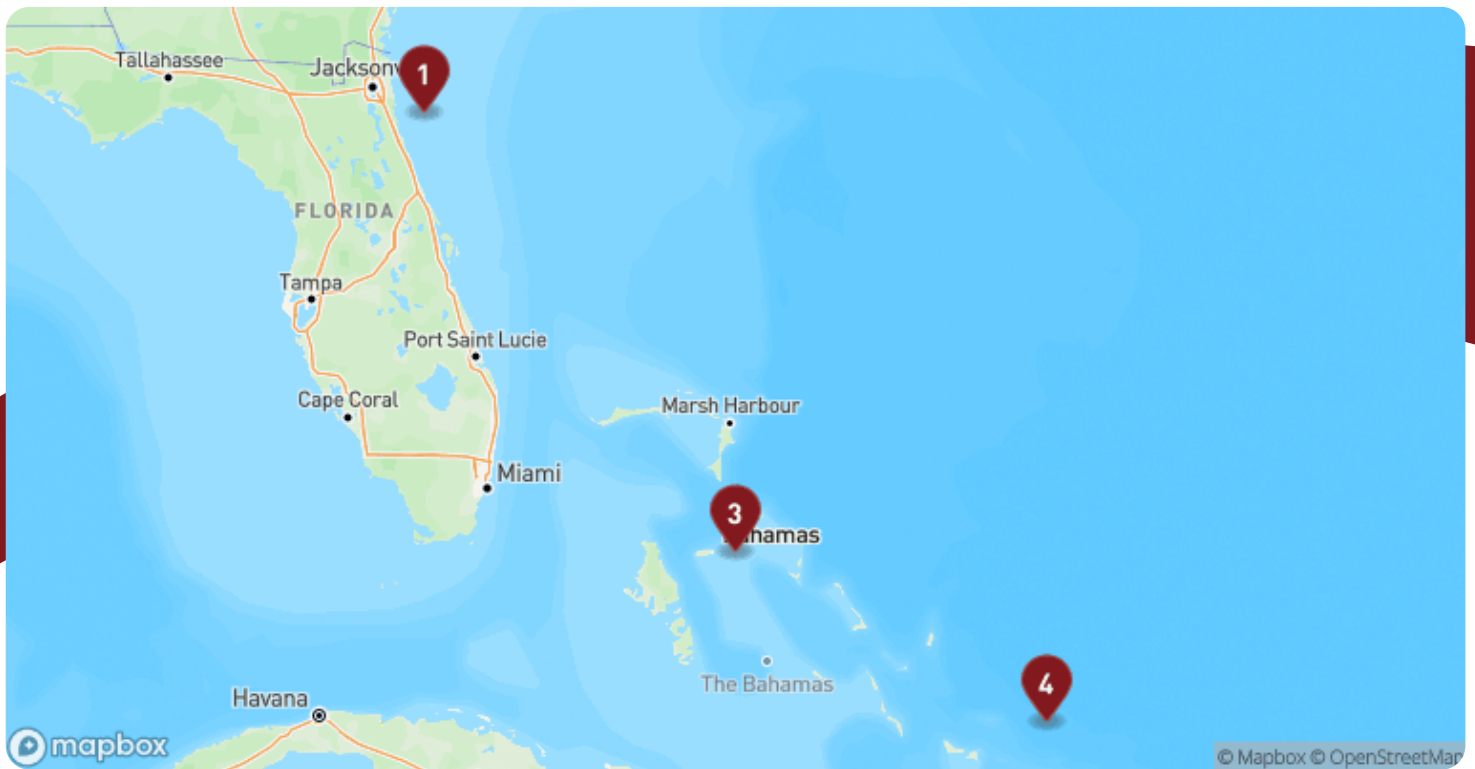 Tallahassee
Jacksonv
1
FLORIDA
Tampa
Port Saint Lucie
Cape Coral
Marsh Harbour
Miami
3
ahamas
4
The Bahamas
Havana
mapbox
© Mapbox © OpenStreetMap